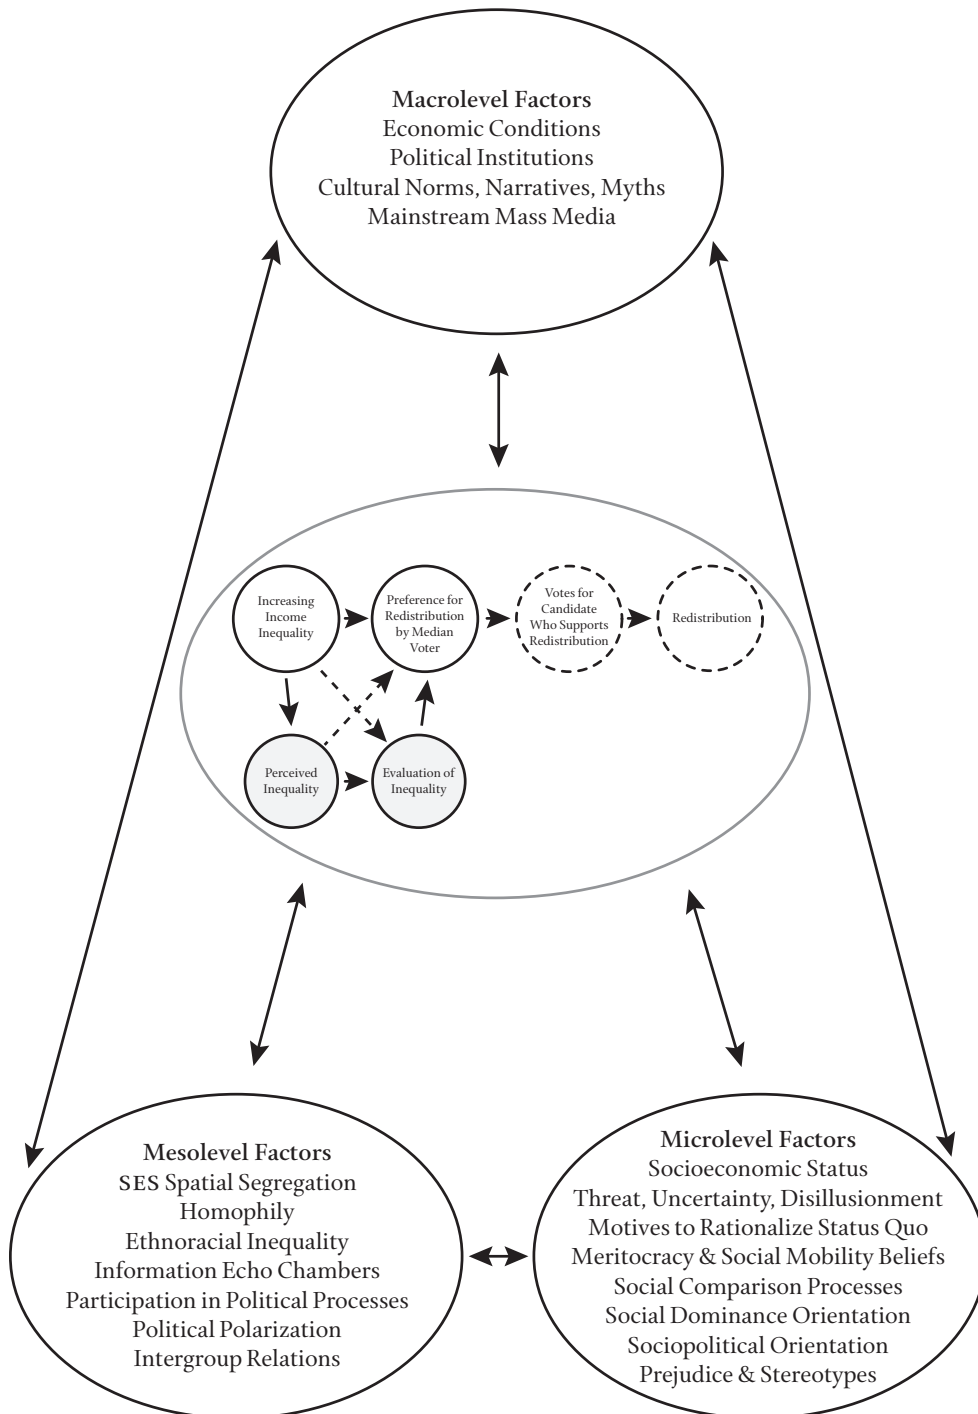 Macrolevel Factors
Economic Conditions
Political Institutions
Cultural Norms, Narratives, Myths
Mainstream Mass Media
Increasing
Income
Inequality
Preference for
Redistribution
by Median
Voter
Votes for
Candidate
Who Supports
Redistribution
Redistribution
Perceived
Inequality
Evaluation of
Inequality
Mesolevel Factors
SES Spatial Segregation
Homophily
Ethnoracial Inequality
Information Echo Chambers
Participation in Political Processes
Political Polarization
Intergroup Relations
Microlevel Factors
Socioeconomic Status
Threat, Uncertainty, Disillusionment
Motives to Rationalize Status Quo
Meritocracy & Social Mobility Beliefs
Social Comparison Processes
Social Dominance Orientation
Sociopolitical Orientation
Prejudice & Stereotypes